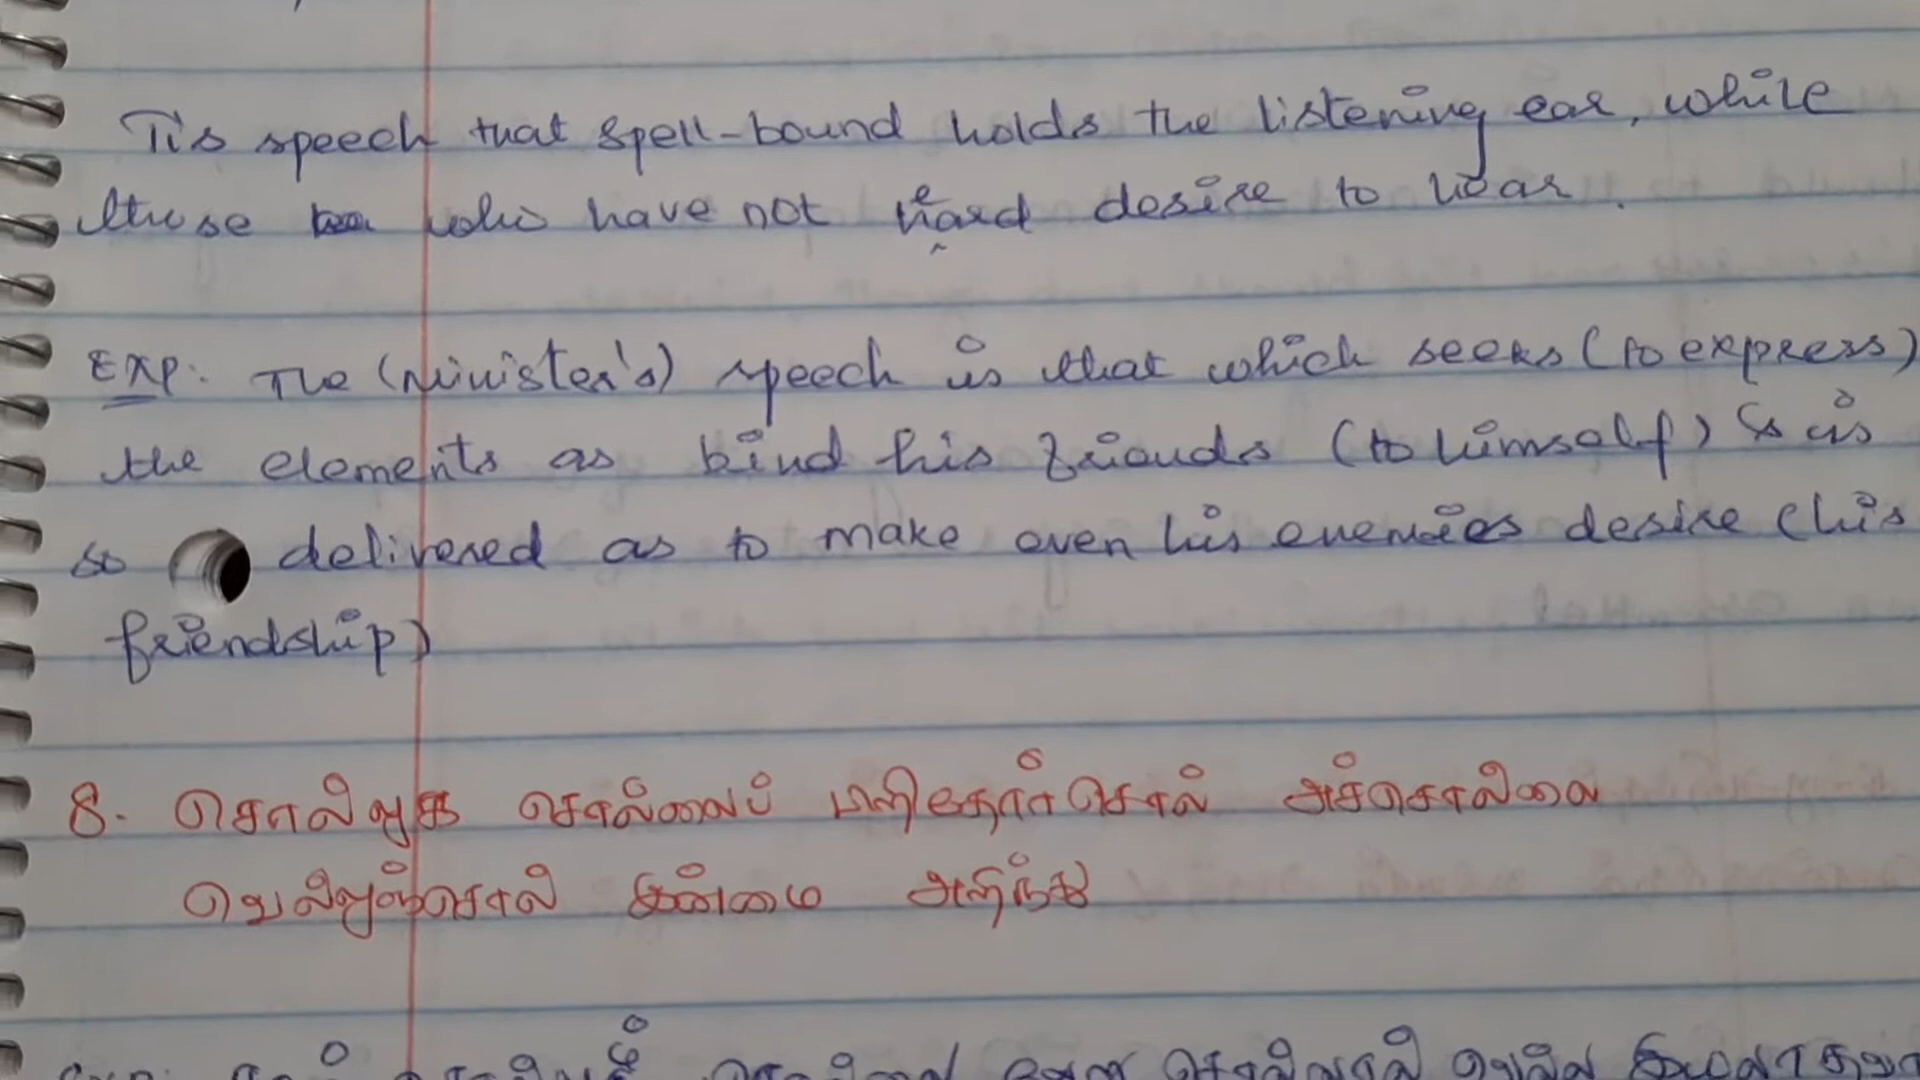 Ti's speech that spell-bound holds the listening ear, while
those who have not heard desire to hear.
Exp: The (Minister's) speech is that which seeks (to express)
the elements as bind his friends (to himself) & is
so delivered as to make even his enemies desire (his
friendship)
8. சொல்லுக சொல்லைப் பிறிதோர்சொல் அச்சொல்லை
வெல்லுஞ்சொல் இன்மை அறிந்து